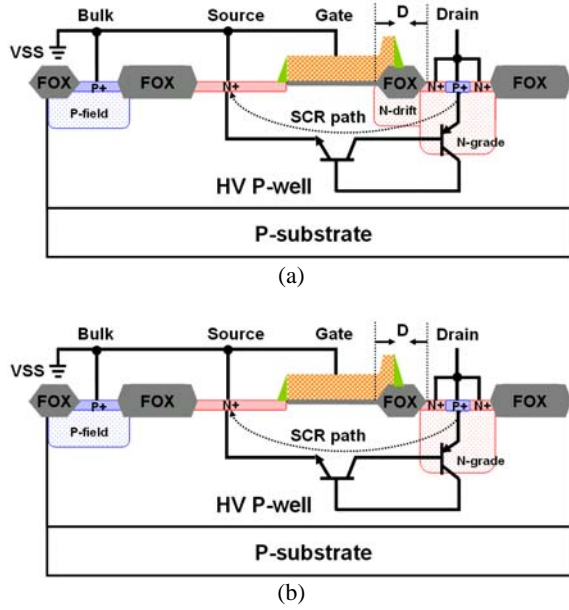 Bulk Source Gate D Drain
VSS
FOX P+ FOX N+ FOX N+ P+ N+ FOX
P-field SCR path N-drift
N-grade
HV P-well
P-substrate
(a)
Bulk Source Gate D Drain
VSS
FOX P+ FOX N+ FOX N+ P+ N+ FOX
P-field SCR path
N-grade
HV P-well
P-substrate
(b)